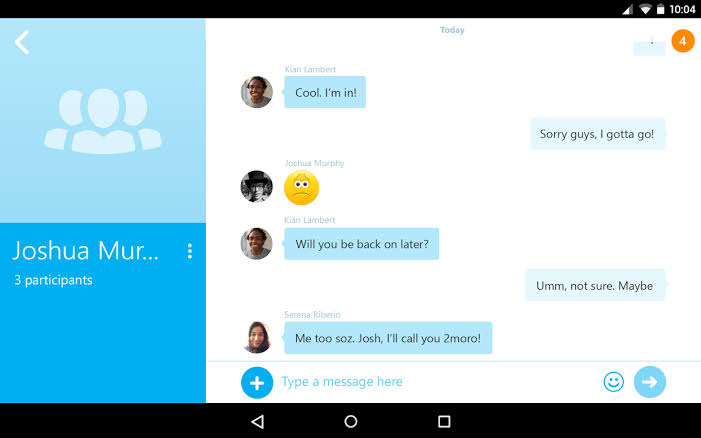 10:04
Today
4
Kian Lambert
Cool. I'm in!
Sorry guys, I gotta go!
Joshua Murphy
Kian Lambert
Will you be back on later?
Umm, not sure. Maybe
Serena Ribeno
Me too soz. Josh, I'll call you 2moro!
Type a message here
Joshua Mur...
3 participants